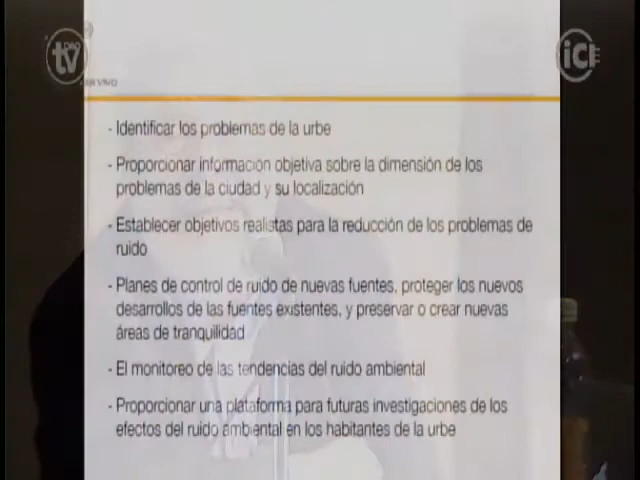 tv
iCI
- Identificar los problemas de la urbe
- Proporcionar información objetiva sobre la dimensión de los
problemas de la ciudad y su localización
- Establecer objetivos realistas para la reducción de los problemas de
ruido
- Planes de control de ruido de nuevas fuentes, proteger los nuevos
desarrollos de las fuentes existentes, y preservar o crear nuevas
áreas de tranquilidad
- El monitoreo de las tendencias del ruido ambiental
- Proporcionar una plataforma para futuras investigaciones de los
efectos del ruido ambiental en los habitantes de la urbe